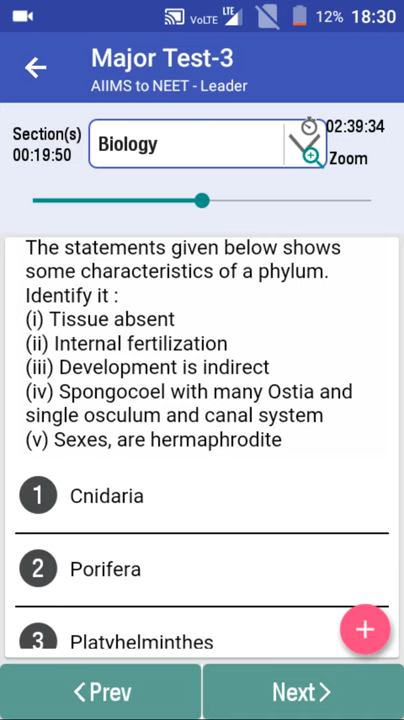 VoLTE LTE 12% 18:30
Major Test-3
AIIMS to NEET - Leader
Section(s) 02:39:34
00:19:50 Biology Zoom
The statements given below shows
some characteristics of a phylum.
Identify it :
(i) Tissue absent
(ii) Internal fertilization
(iii) Development is indirect
(iv) Spongocoel with many Ostia and
single osculum and canal system
(v) Sexes, are hermaphrodite
1 Cnidaria
2 Porifera
3 Platyhelminthes
+
<Prev Next>